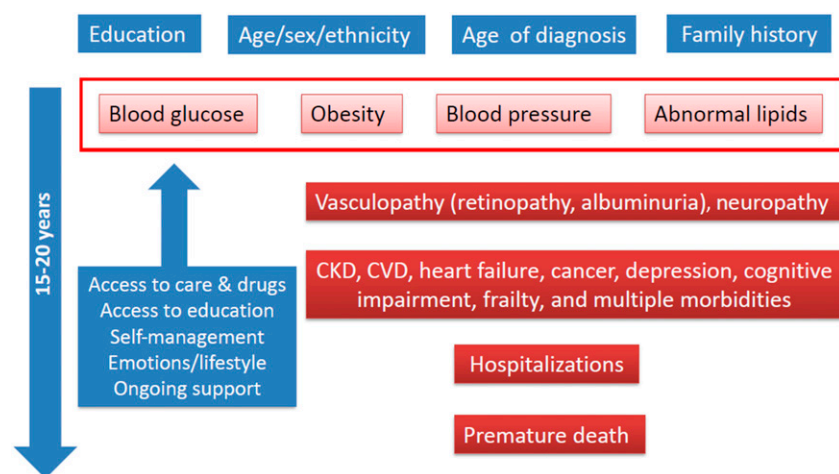 Education
Age/sex/ethnicity
Age of diagnosis
Family history
Blood glucose
Obesity
Blood pressure
Abnormal lipids
15-20 years
Vasculopathy (retinopathy, albuminuria), neuropathy
Access to care & drugs
Access to education
Self-management
Emotions/lifestyle
Ongoing support
CKD, CVD, heart failure, cancer, depression, cognitive
impairment, frailty, and multiple morbidities
Hospitalizations
Premature death